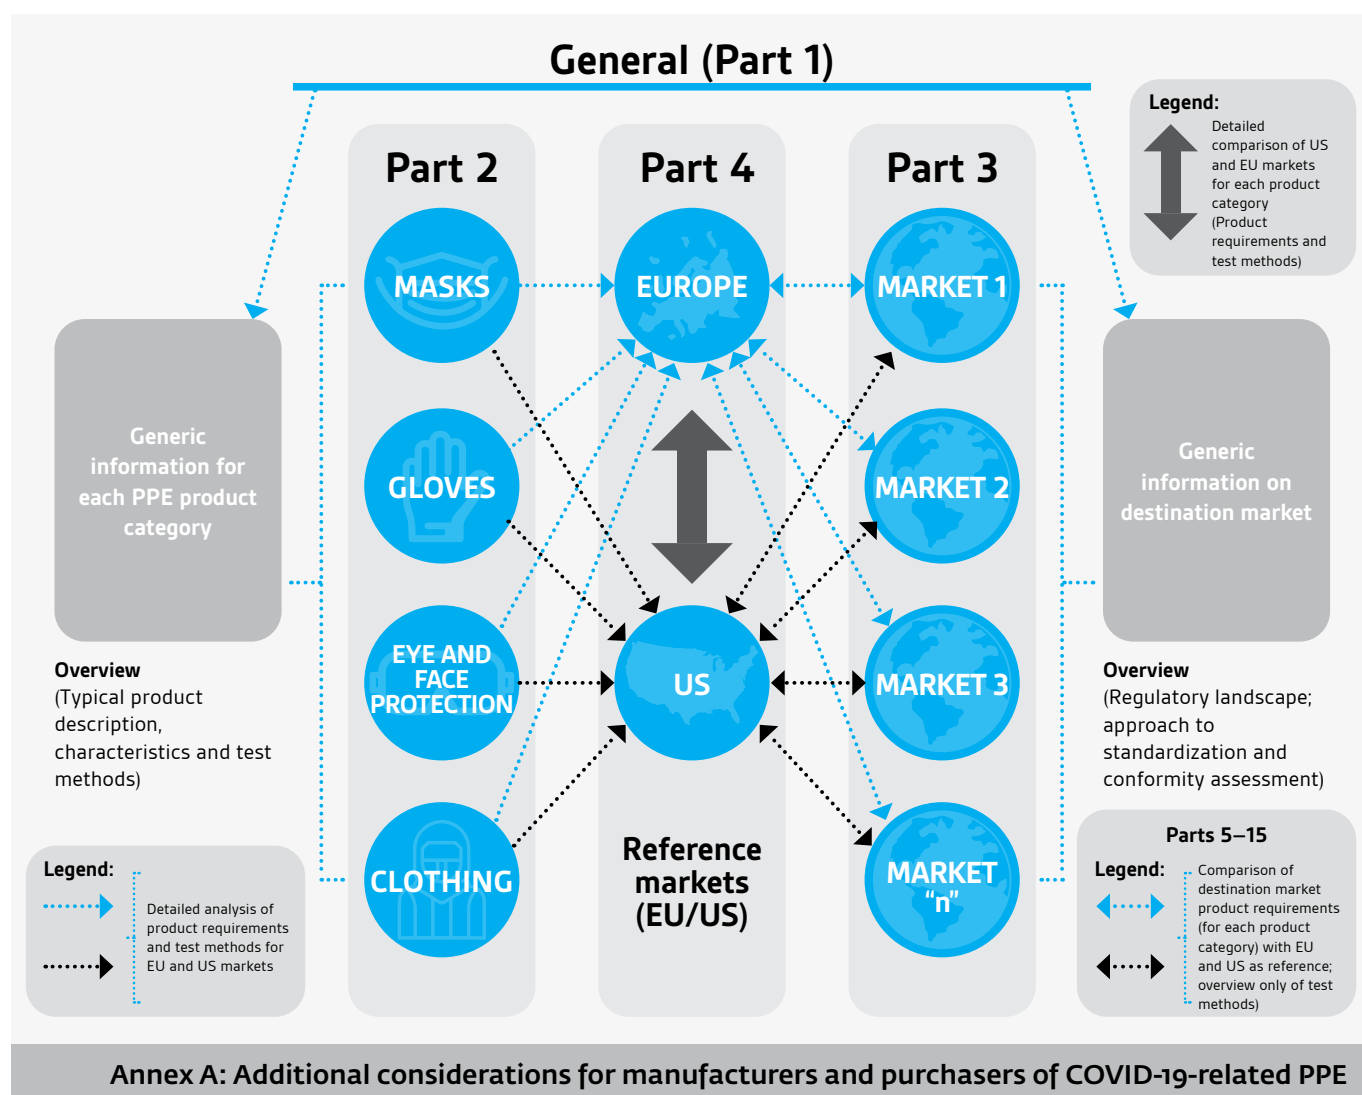 General (Part 1)
Legend:
Detailed
comparison of US
and EU markets
for each product
category
(Product
requirements and
test methods)
Part 2
Part 4
Part 3
MASKS
EUROPE
MARKET 1
Generic
information for
each PPE product
category
GLOVES
MARKET 2
Generic
information on
destination market
EYE AND
FACE
PROTECTION
US
MARKET 3
Overview
(Typical product
description,
characteristics and test
methods)
Overview
(Regulatory landscape;
approach to
standardization and
conformity assessment)
CLOTHING
Reference
markets
(EU/US)
MARKET
“n”
Legend:
Detailed analysis of
product requirements
and test methods for
EU and US markets
Parts 5–15
Legend:
Comparison of
destination market
product requirements
(for each product
category) with EU
and US as reference;
overview only of test
methods)
Annex A: Additional considerations for manufacturers and purchasers of COVID-19-related PPE